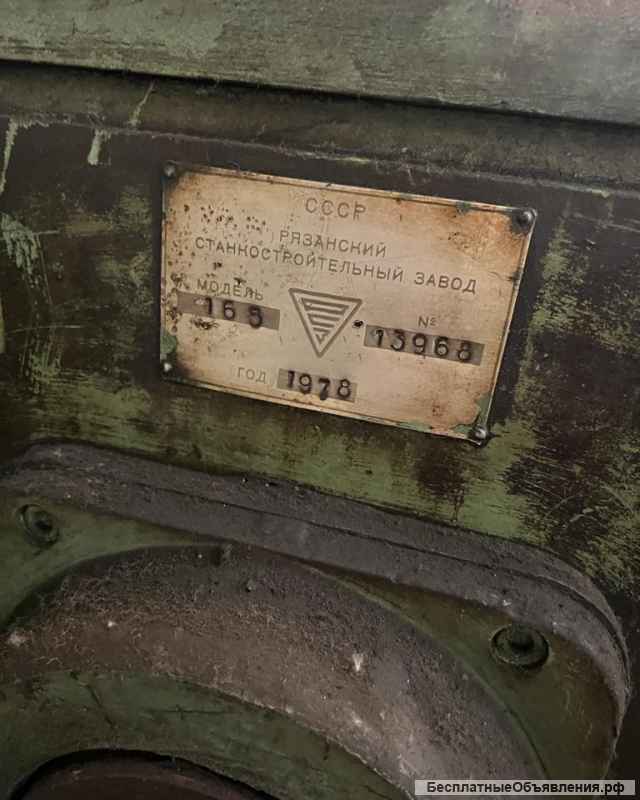 СССР
РЯЗАНСКИЙ
СТАНКОСТРОИТЕЛЬНЫЙ ЗАВОД
МОДЕЛЬ № 
165 13968
ГОД 1978
БесплатныеОбъявления.рф